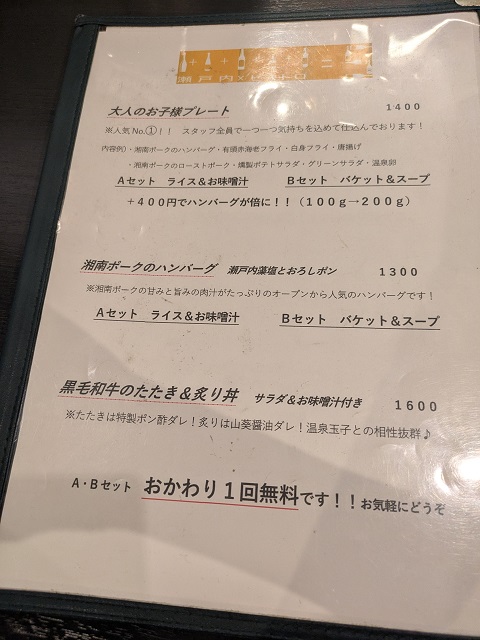 瀬戸内×ビストロ
大人のお子様プレート 1400
※人気No.①!! スタッフ全員で一つ一つ気持ちを込めて仕込んでおります!
内容例)・湘南ポークのハンバーグ・有頭赤海老フライ・白身フライ・唐揚げ
・湘南ポークのローストポーク・燻製ポテトサラダ・グリーンサラダ・温泉卵
Aセット ライス&お味噌汁 Bセット バケット&スープ
+400円でハンバーグが倍に!!(100g→200g)
湘南ポークのハンバーグ 瀬戸内藻塩とおろしポン 1300
※湘南ポークの甘みと旨みの肉汁がたっぷりのオープンから人気のハンバーグです!
Aセット ライス&お味噌汁 Bセット バケット&スープ
黒毛和牛のたたき&炙り丼 サラダ&お味噌汁付き 1600
※たたきは特製ポン酢ダレ!炙りは山葵醤油ダレ!温泉玉子との相性抜群♪
A・Bセット おかわり1回無料です!!お気軽にどうぞ